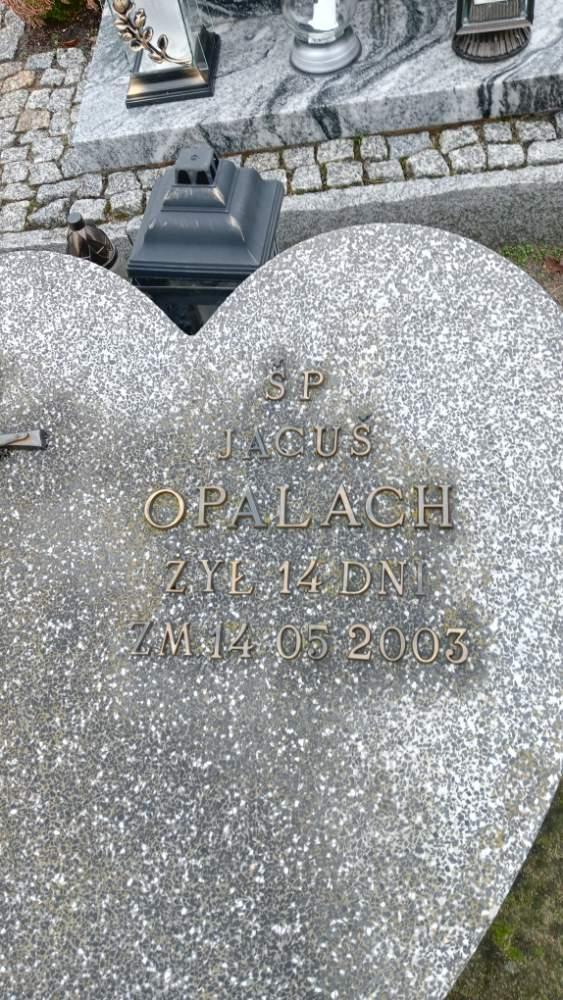 ŚP
JACUŚ
OPALACH
ŻYŁ 14 DNI
ZM 14 05 2003